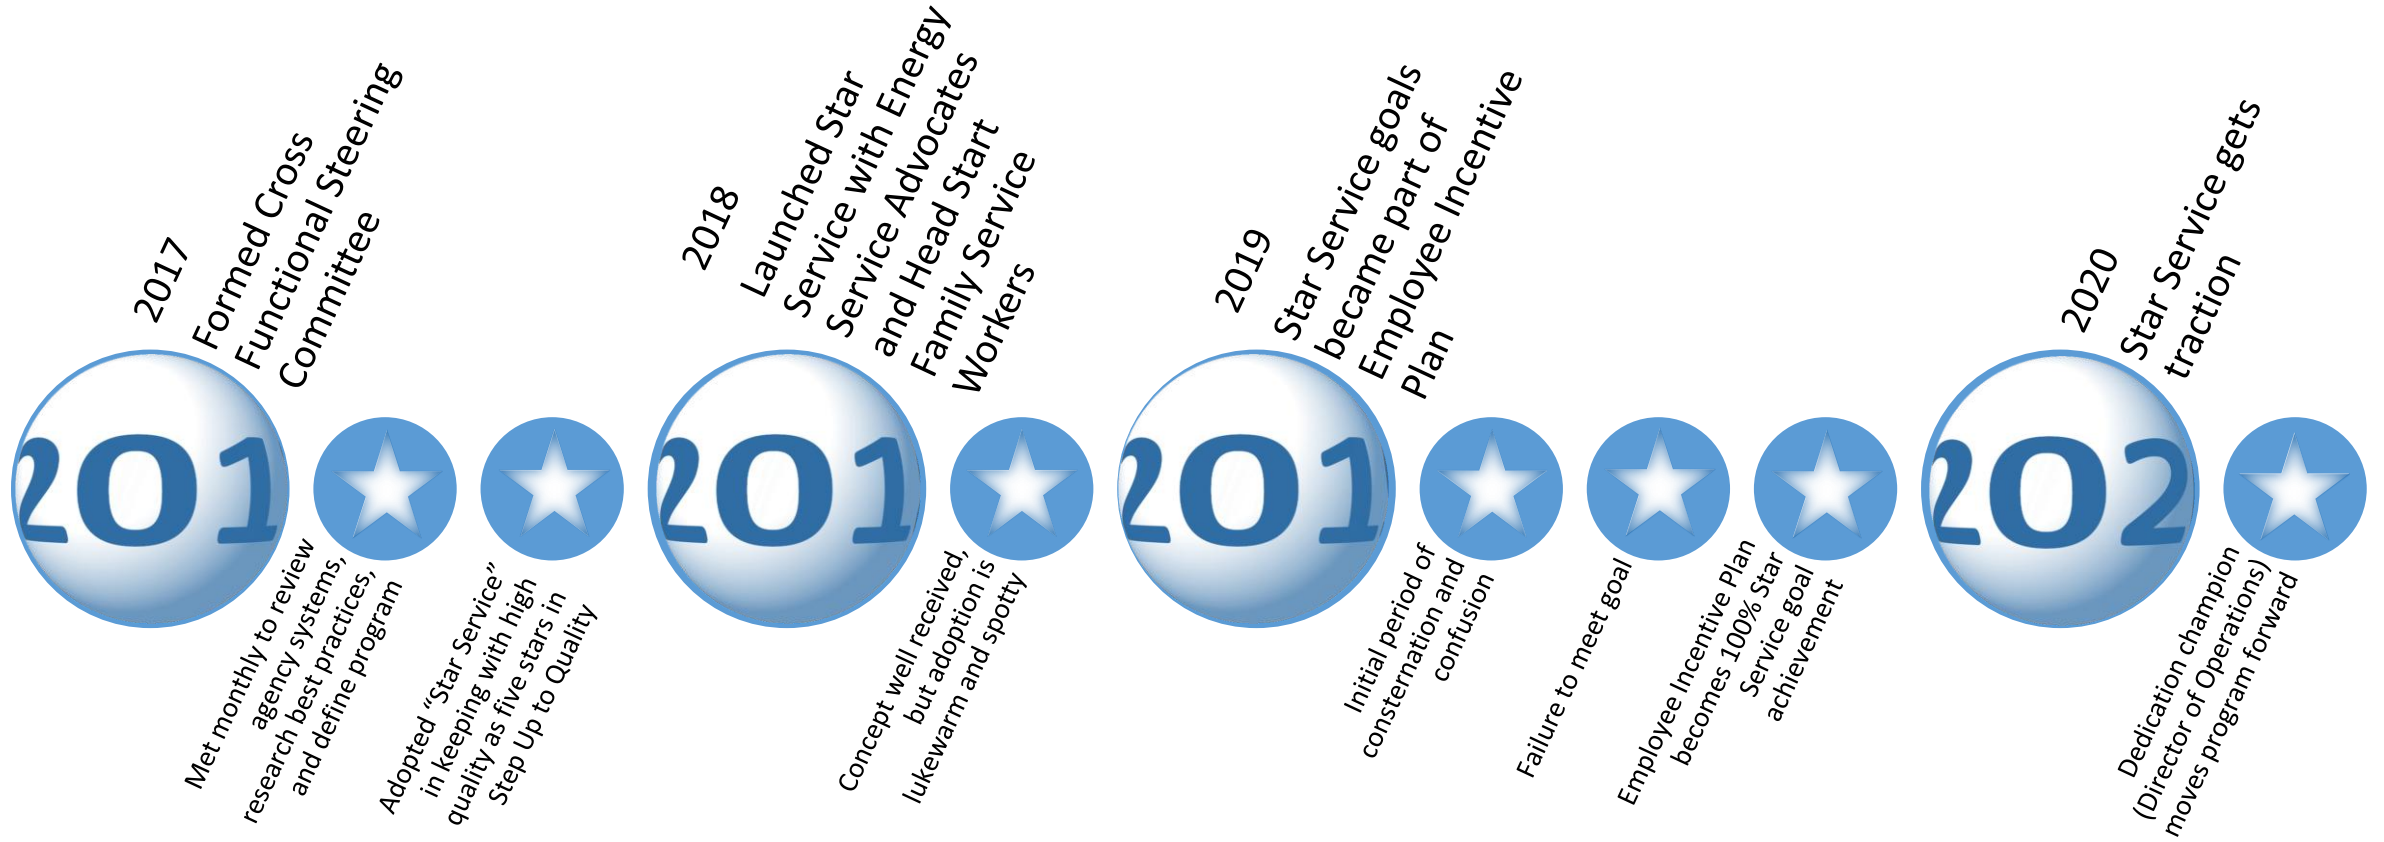 2017
Formed Cross
Functional Steering
Committee
201
Met monthly to review
agency systems,
research best practices,
and define program
Adopted “Star Service”
in keeping with high
quality as five stars in
Step Up to Quality
2018
Launched Star
Service with Energy
Service Advocates
and Head Start
Family Service
Workers
201
Concept well received,
but adoption is
lukewarm and spotty
2019
Star Service goals
became part of
Employee Incentive
Plan
201
Initial period of
consternation and
confusion
Failure to meet goal
Employee Incentive Plan
becomes 100% Star
Service goal
achievement
2020
Star Service gets
traction
202
Dedication champion
(Director of Operations)
moves program forward